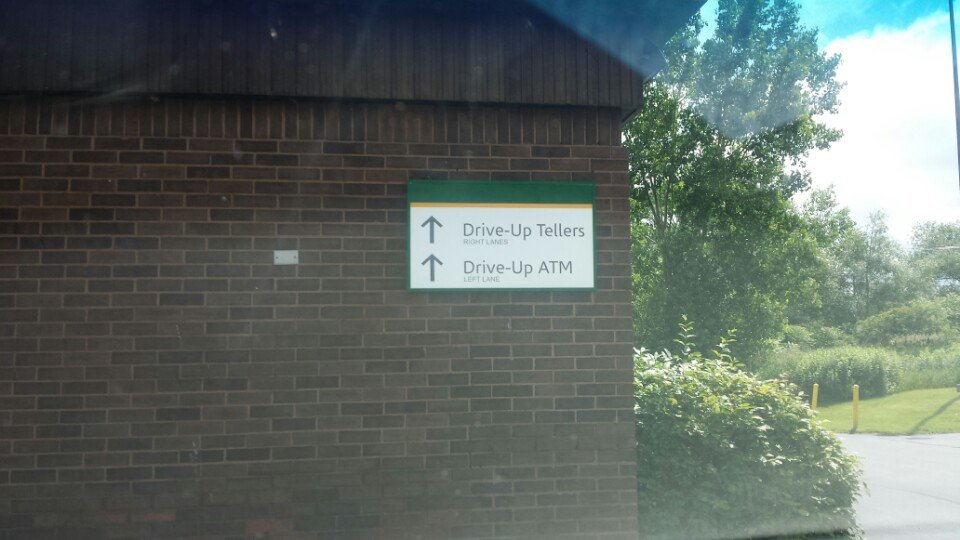 ↑ Drive-Up Tellers
RIGHT LANES
↑ Drive-Up ATM
LEFT LANE